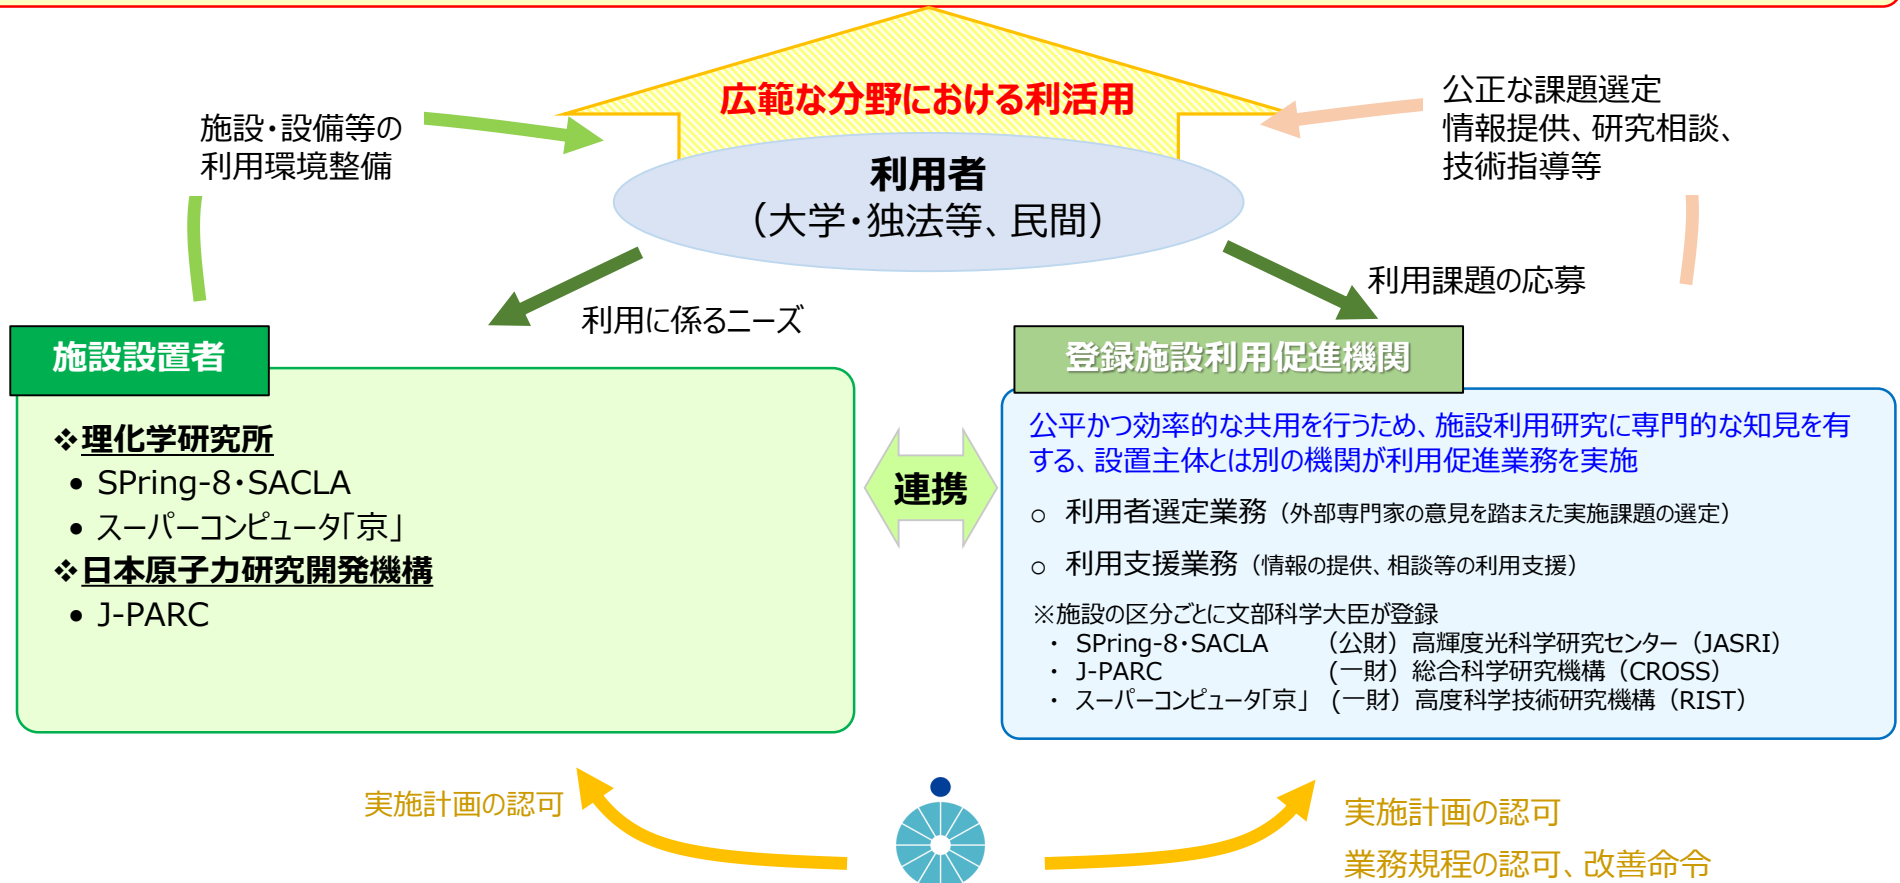 広範な分野における利活用
施設・設備等の
利用環境整備
公正な課題選定
情報提供、研究相談、
技術指導等
利用者
（大学・独法等、民間）
利用に係るニーズ
利用課題の応募
施設設置者
❖理化学研究所
• SPring-8・SACLA
• スーパーコンピュータ「京」
❖日本原子力研究開発機構
• J-PARC
連携
登録施設利用促進機関
公平かつ効率的な共用を行うため、施設利用研究に専門的な知見を有
する、設置主体とは別の機関が利用促進業務を実施
○ 利用者選定業務（外部専門家の意見を踏まえた実施課題の選定）
○ 利用支援業務（情報の提供、相談等の利用支援）
※施設の区分ごとに文部科学大臣が登録
・ SPring-8・SACLA （公財）高輝度光科学研究センター（JASRI）
・ J-PARC (一財）総合科学研究機構（CROSS）
・ スーパーコンピュータ「京」 (一財）高度科学技術研究機構（RIST）
実施計画の認可
実施計画の認可
業務規程の認可、改善命令